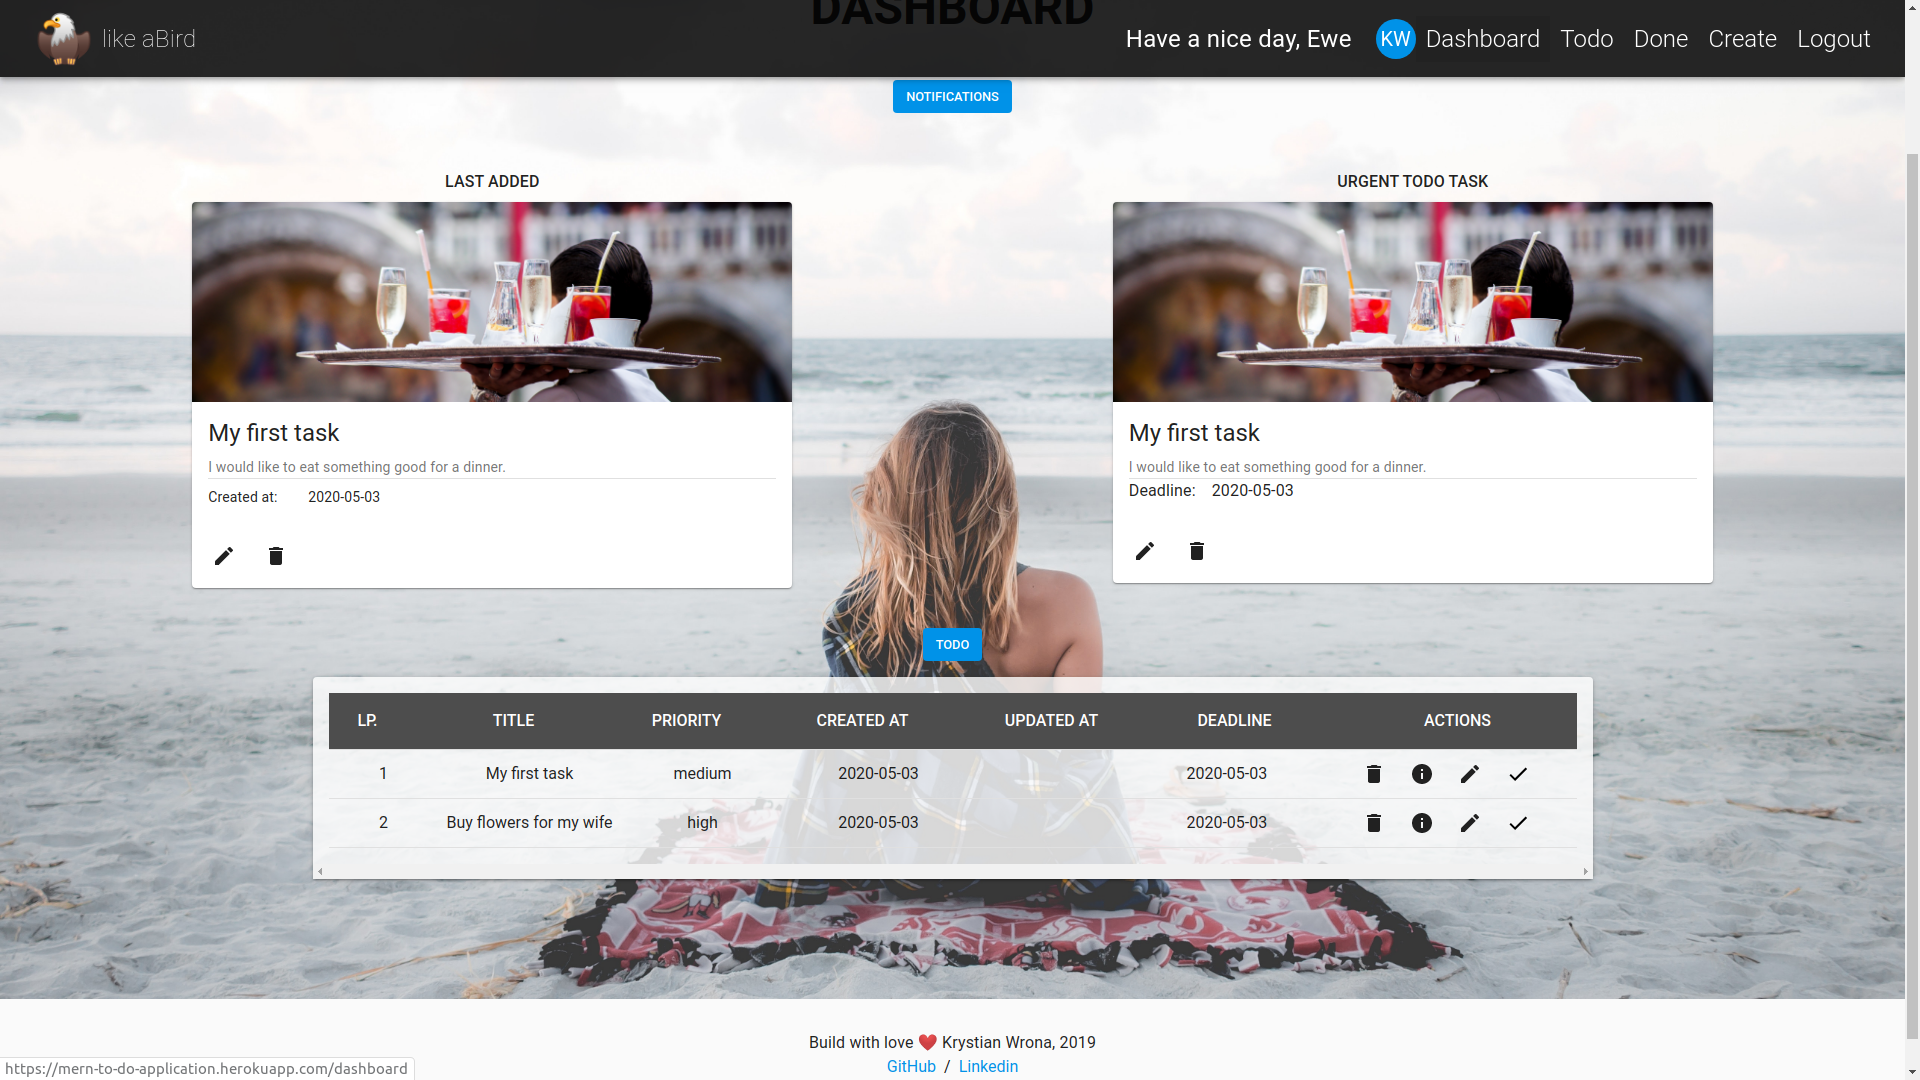 DASHBOARD
like aBird
Have a nice day, Ewe KW Dashboard Todo Done Create Logout
NOTIFICATIONS
LAST ADDED
URGENT TODO TASK
My first task
I would like to eat something good for a dinner.
Created at: 2020-05-03
My first task
I would like to eat something good for a dinner.
Deadline: 2020-05-03
TODO
LP. TITLE PRIORITY CREATED AT UPDATED AT DEADLINE ACTIONS
1 My first task medium 2020-05-03 2020-05-03
2 Buy flowers for my wife high 2020-05-03 2020-05-03
Build with love ❤️ Krystian Wrona, 2019
GitHub / Linkedin
https://mern-to-do-application.herokuapp.com/dashboard